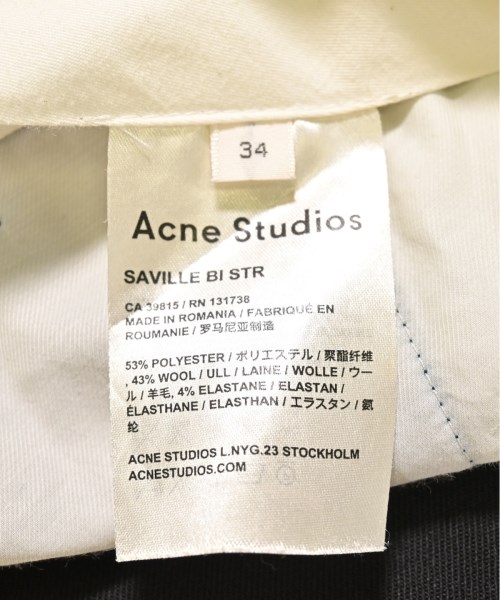 34
Acne Studios
SAVILLE BI STR
CA 39815 / RN 131738
MADE IN ROMANIA / FABRIQUÉ EN
ROUMANIE / 罗马尼亚制造
53% POLYESTER / ポリエステル / 聚酯纤维
, 43% WOOL / ULL / LAINE / WOLLE / ウー
ル / 羊毛, 4% ELASTANE / ELASTAN /
ÉLASTHANE / ELASTHAN / エラスタン / 氨
纶
ACNE STUDIOS L.NYG.23 STOCKHOLM
ACNESTUDIOS.COM